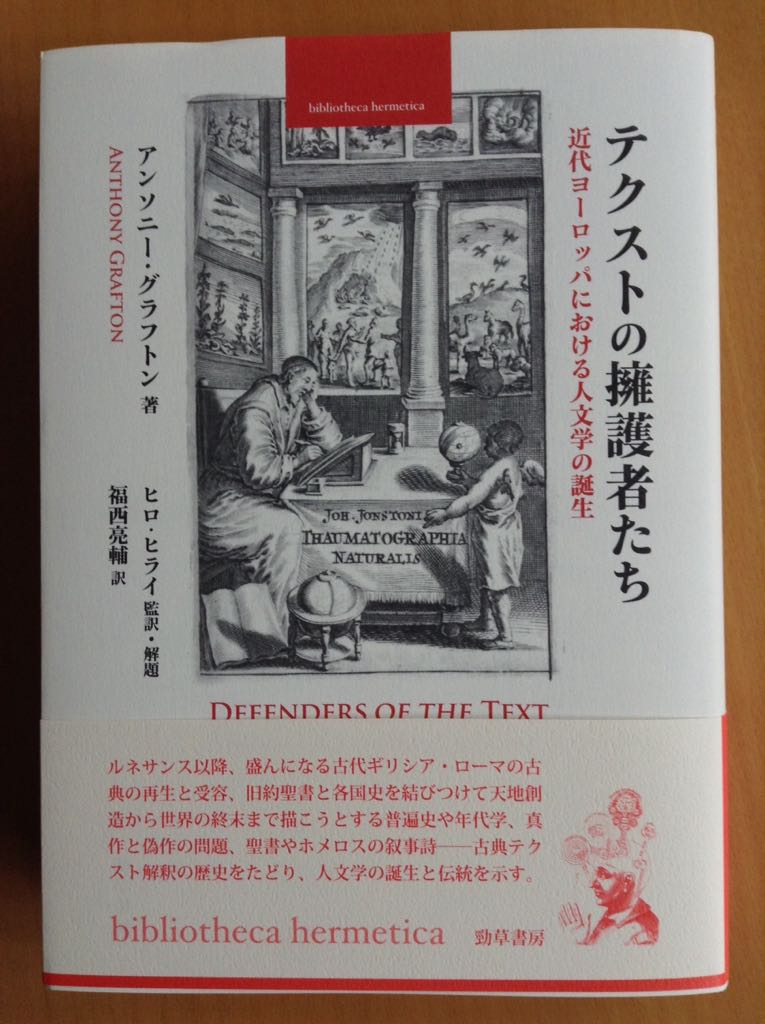 bibliotheca hermetica
テクストの擁護者たち
近代ヨーロッパにおける人文学の誕生
アンソニー・グラフトン 著
ANTHONY GRAFTON
ヒロ・ヒライ 監訳・解題
福西亮輔 訳
JOH. JONSTONI
THAUMATOGRAPHIA
NATURALIS
DEFENDERS OF THE TEXT
ルネサンス以降、盛んになる古代ギリシア・ローマの古
典の再生と受容、旧約聖書と各国史を結びつけて天地創
造から世界の終末まで描こうとする普遍史や年代学、真
作と偽作の問題、聖書やホメロスの叙事詩──古典テク
スト解釈の歴史をたどり、人文学の誕生と伝統を示す。
bibliotheca hermetica 勁草書房